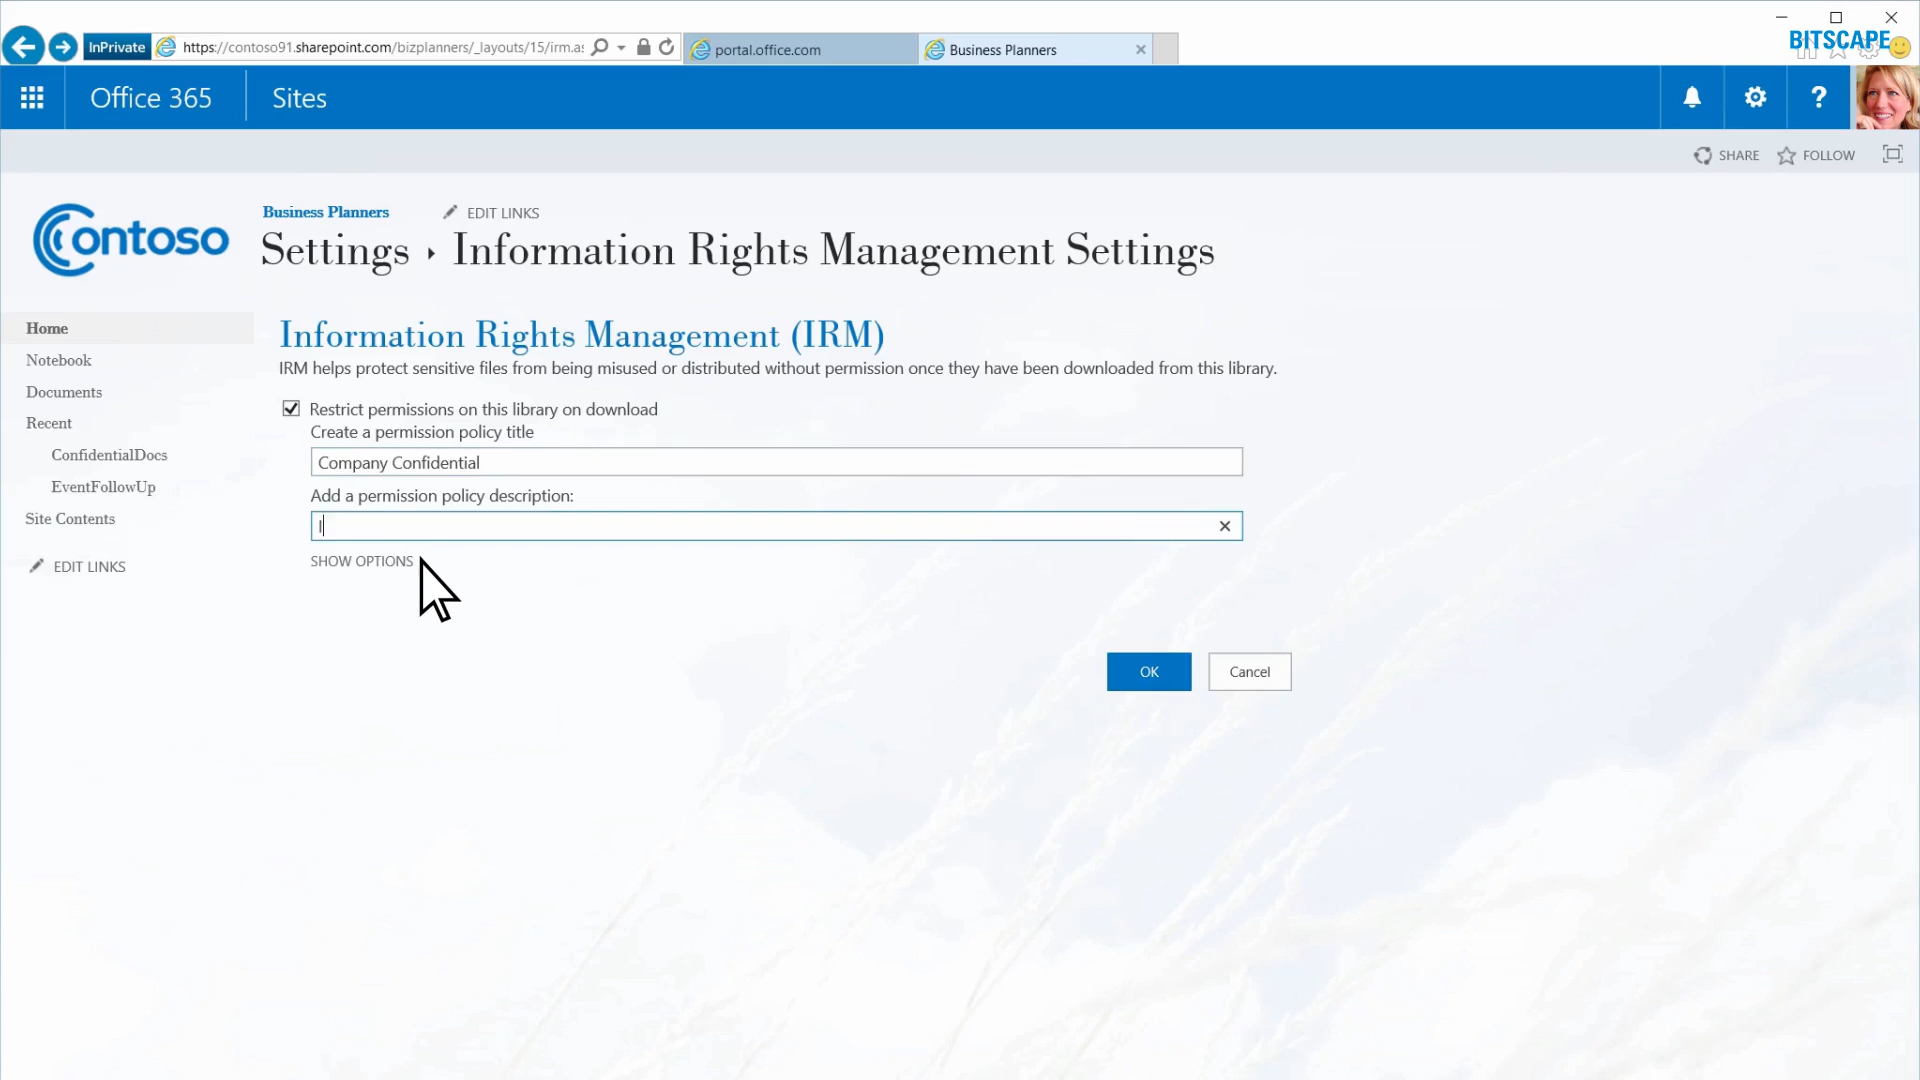 BITSCAPE
InPrivate
https://contoso91.sharepoint.com/bizplanners/_layouts/15/irm.as
portal.office.com
Business Planners
Office 365
Sites
?
SHARE
FOLLOW
Contoso
Business Planners
EDIT LINKS
Settings ‣ Information Rights Management Settings
Home
Notebook
Documents
Recent
ConfidentialDocs
EventFollowUp
Site Contents
EDIT LINKS
Information Rights Management (IRM)
IRM helps protect sensitive files from being misused or distributed without permission once they have been downloaded from this library.
Restrict permissions on this library on download
Create a permission policy title
Company Confidential
Add a permission policy description:
I
SHOW OPTIONS
OK
Cancel